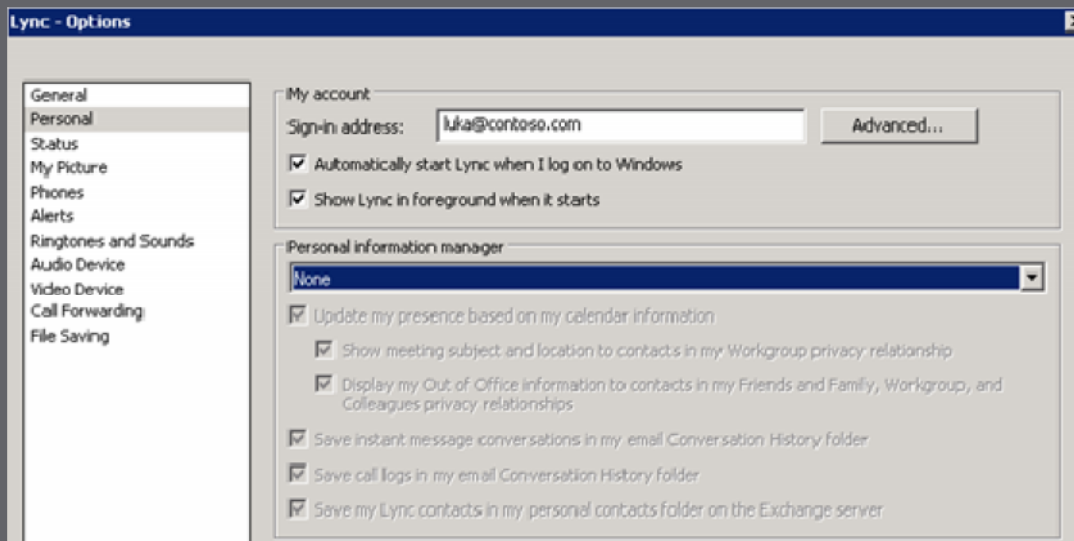 Lync - Options
General
Personal
Status
My Picture
Phones
Alerts
Ringtones and Sounds
Audio Device
Video Device
Call Forwarding
File Saving
My account
Sign-in address:
luka@contoso.com
Advanced...
Automatically start Lync when I log on to Windows
Show Lync in foreground when it starts
Personal information manager
None
Update my presence based on my calendar information
Show meeting subject and location to contacts in my Workgroup privacy relationship
Display my Out of Office information to contacts in my Friends and Family, Workgroup, and
Colleagues privacy relationships
Save instant message conversations in my email Conversation History folder
Save call logs in my email Conversation History folder
Save my Lync contacts in my personal contacts folder on the Exchange server